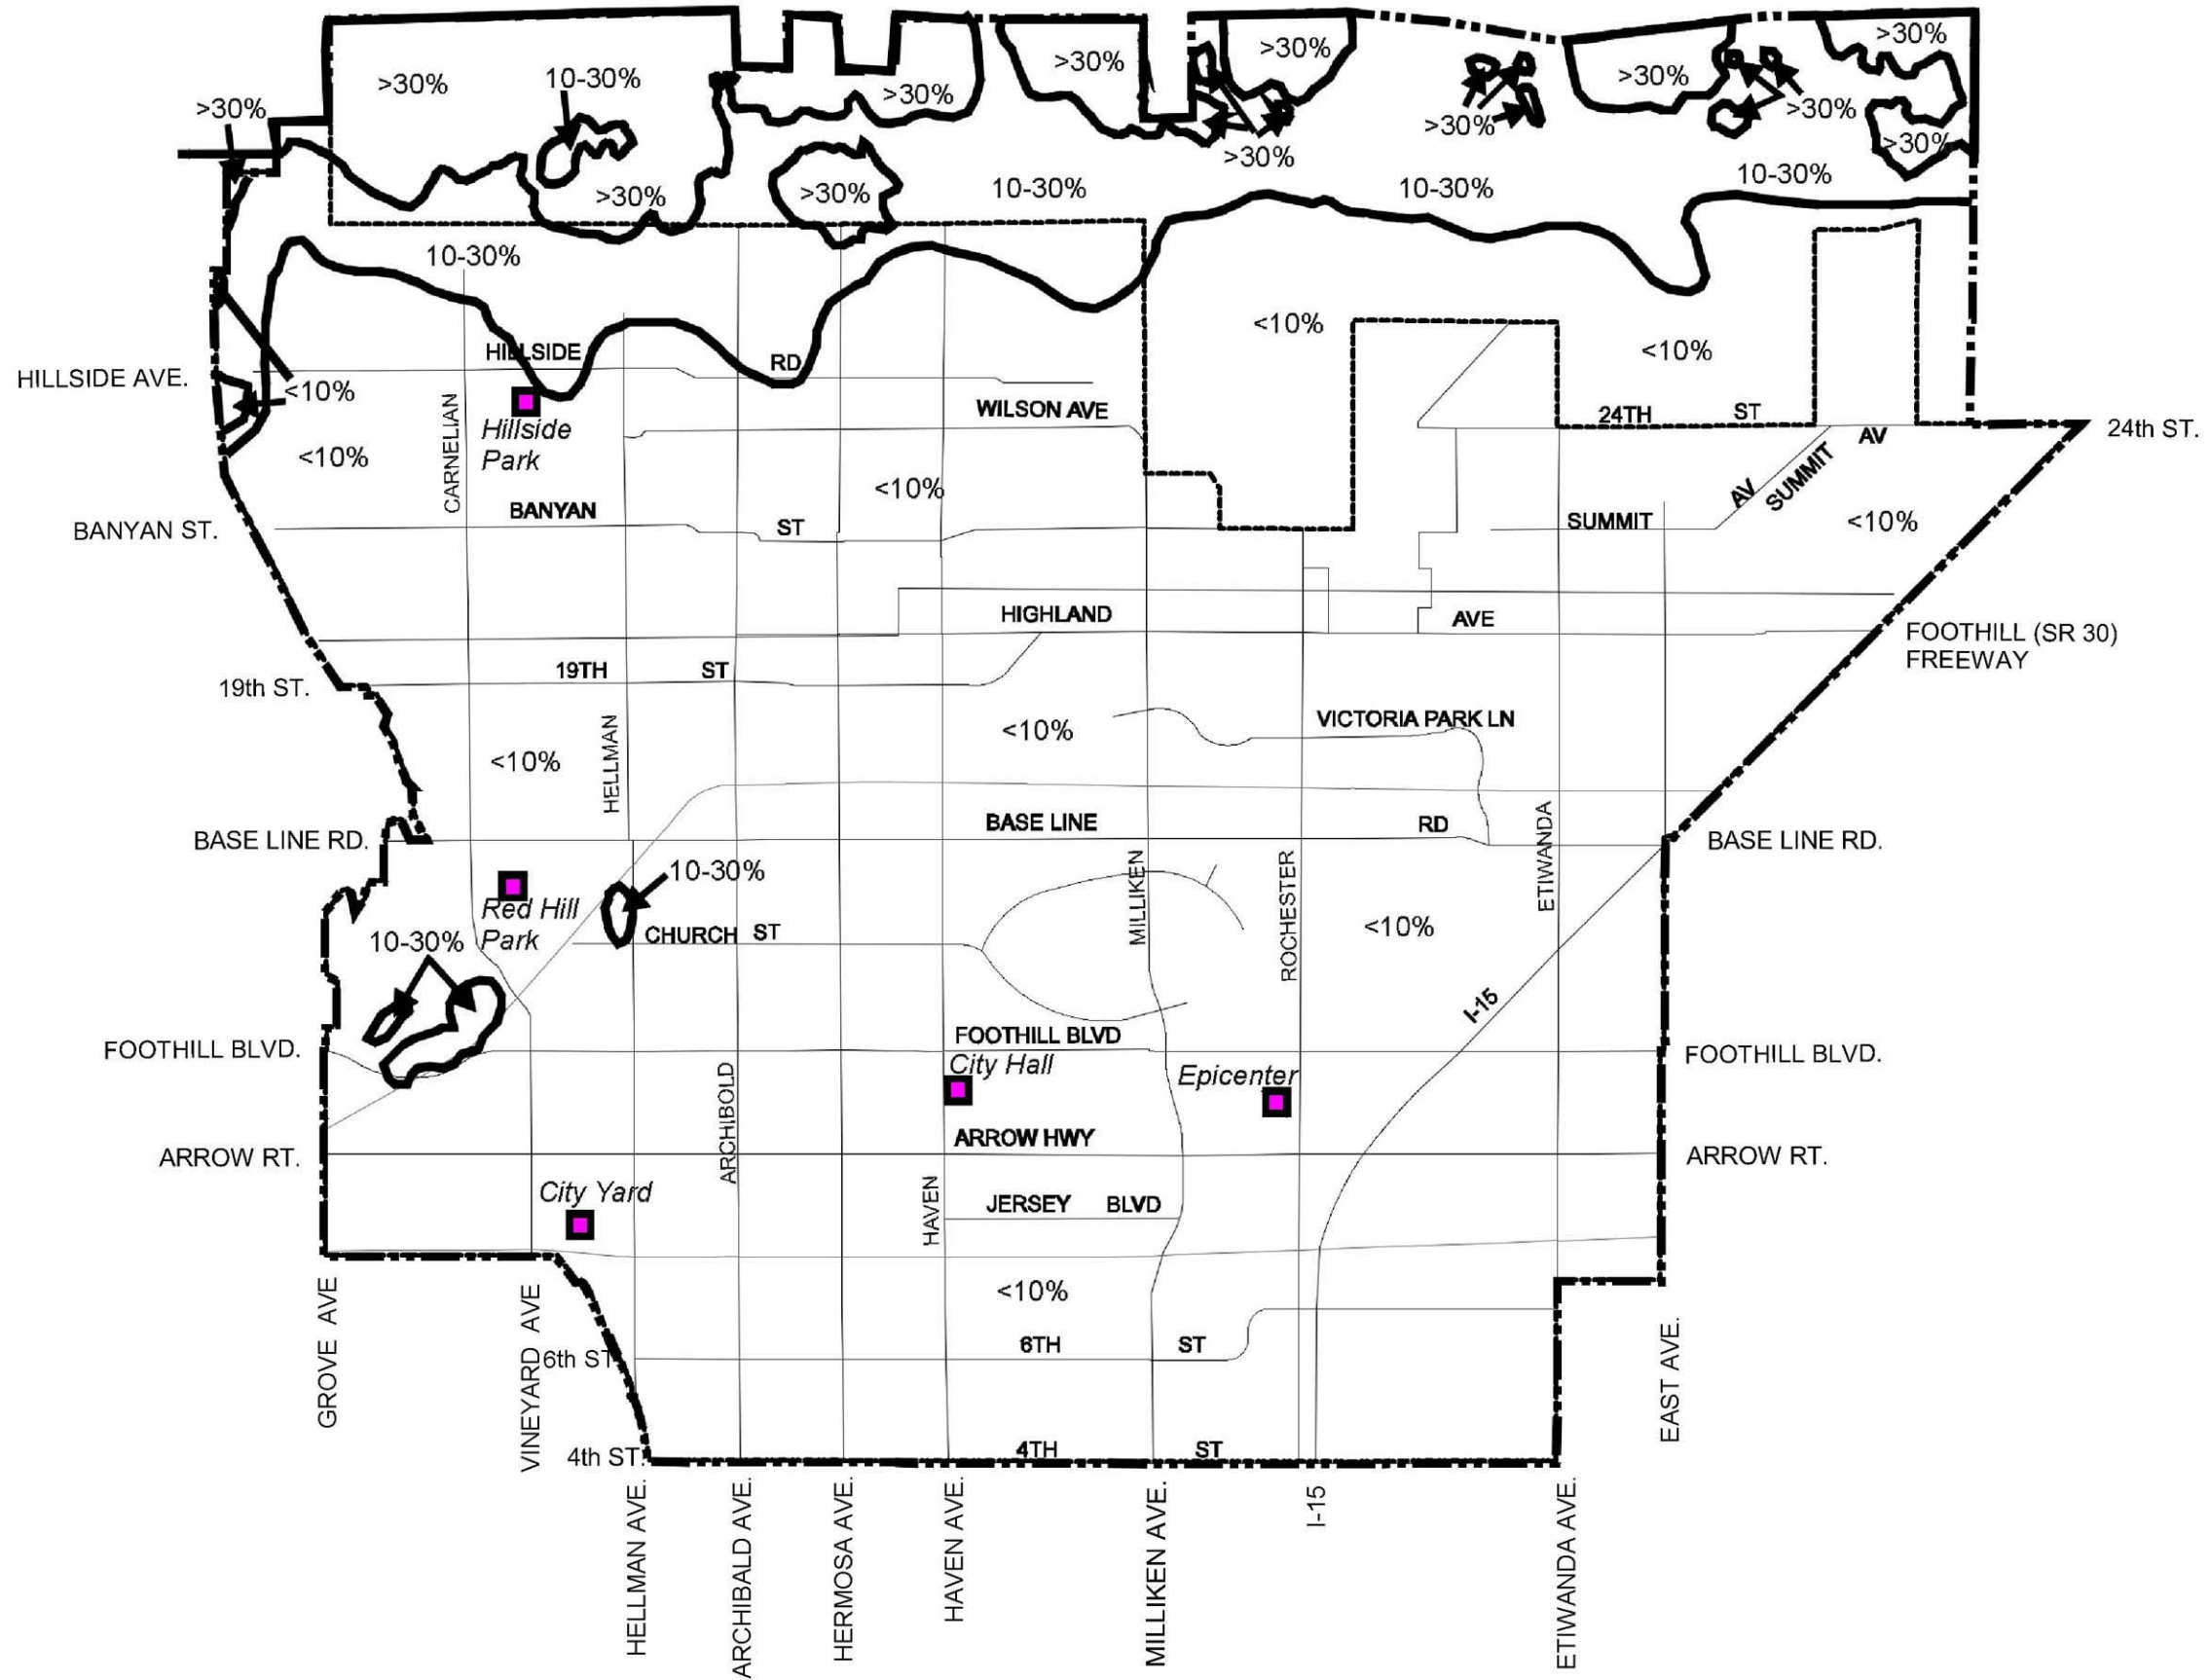 >30%
>30%
>30%
>30%
10-30%
>30%
>30%
>30%
>30%
>30%
>30%
>30%
>30%
10-30%
>30%
>30%
10-30%
10-30%
10-30%
<10%
<10%
HILLSIDE
RD
HILLSIDE AVE.
<10%
WILSON AVE
24TH
ST
24th ST.
CARNELIAN
Hillside
Park
AV
<10%
<10%
AV
SUMMIT
BANYAN ST.
BANYAN
ST
SUMMIT
<10%
HIGHLAND
AVE
FOOTHILL (SR 30)
FREEWAY
19th ST.
19TH
ST
<10%
HELLMAN
<10%
VICTORIA PARK LN
BASE LINE RD.
BASE LINE
RD
BASE LINE RD.
10-30%
MILLIKEN
ROCHESTER
ETIWANDA
Red Hill
Park
10-30%
CHURCH ST
<10%
I-15
FOOTHILL BLVD.
FOOTHILL BLVD
FOOTHILL BLVD.
City Hall
Epicenter
ARCHIBOLD
ARROW RT.
ARROW HWY
ARROW RT.
City Yard
HAVEN
JERSEY
BLVD
<10%
GROVE AVE
VINEYARD AVE
6th ST.
6TH
ST
EAST AVE.
4th ST.
4TH
ST
HELLMAN AVE.
ARCHIBALD AVE.
HERMOSA AVE.
HAVEN AVE.
MILLIKEN AVE.
I-15
ETIWANDA AVE.